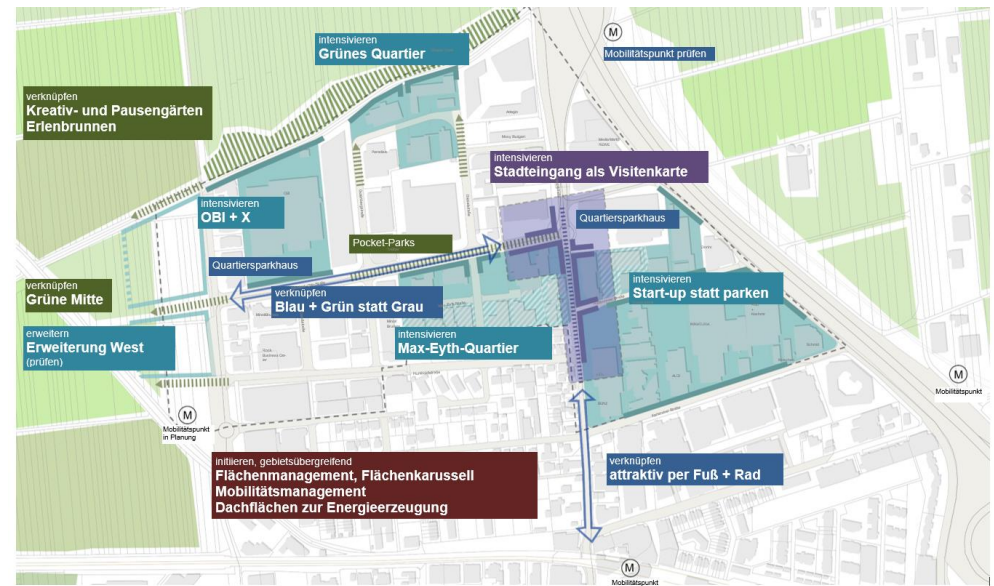 intensivieren
Grünes Quartier
M
Mobilitätspunkt prüfen
verknüpfen
Kreativ- und Pausengärten
Erlenbrunnen
intensivieren
Stadteingang als Visitenkarte
intensivieren
OBI + X
Quartiersparkhaus
Pocket-Parks
Quartiersparkhaus
verknüpfen
Grüne Mitte
verknüpfen
Blau + Grün statt Grau
intensivieren
Start-up statt parken
erweitern
Erweiterung West
(prüfen)
intensivieren
Max-Eyth-Quartier
M
Mobilitätspunkt
M
Mobilitätspunkt
in Planung
initiieren, gebietsübergreifend
Flächenmanagement, Flächenkarussell
Mobilitätsmanagement
Dachflächen zur Energieerzeugung
verknüpfen
attraktiv per Fuß + Rad
M
Mobilitätspunkt